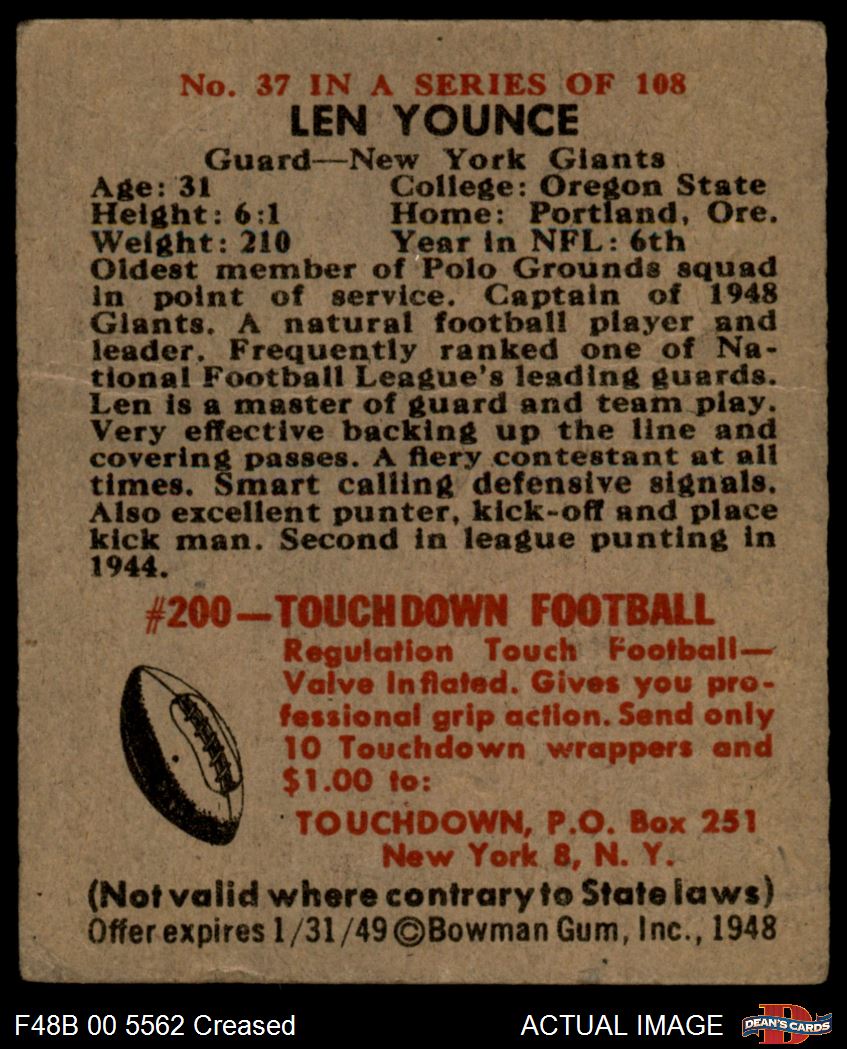 No. 37 IN A SERIES OF 108
LEN YOUNCE
Guard—New York Giants
Age: 31 College: Oregon State
Height: 6:1 Home: Portland, Ore.
Weight: 210 Year in NFL: 6th
Oldest member of Polo Grounds squad
in point of service. Captain of 1948
Giants. A natural football player and
leader. Frequently ranked one of Na-
tional Football League's leading guards.
Len is a master of guard and team play.
Very effective backing up the line and
covering passes. A fiery contestant at all
times. Smart calling defensive signals.
Also excellent punter, kick-off and place
kick man. Second in league punting in
1944.
#200—TOUCHDOWN FOOTBALL
Regulation Touch Football—
Valve Inflated. Gives you pro-
fessional grip action. Send only
10 Touchdown wrappers and
$1.00 to:
TOUCHDOWN, P.O. Box 251
New York 8, N. Y.
(Not valid where contrary to State laws)
Offer expires 1/31/49 ©Bowman Gum, Inc., 1948
F48B 00 5562 Creased ACTUAL IMAGE DEAN'S CARDS